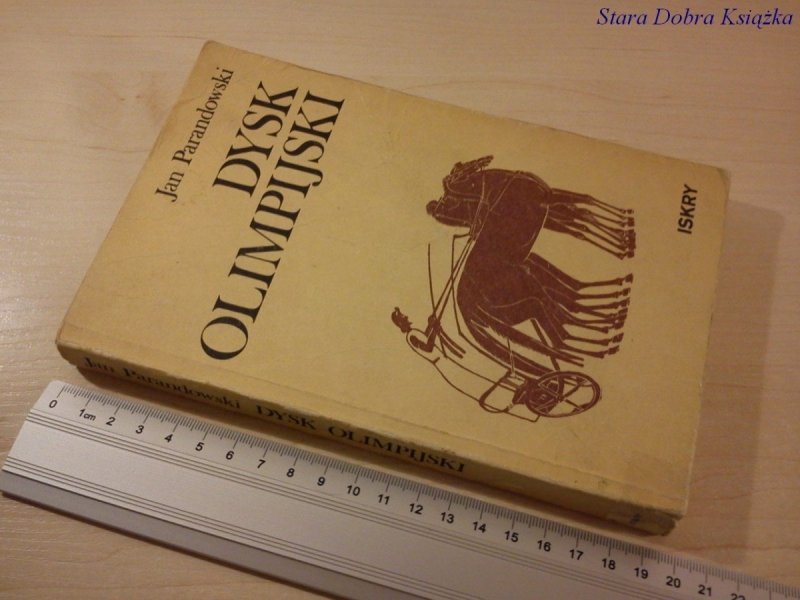 Stara Dobra Książka
Jan Parandowski
DYSK
OLIMPIJSKI
ISKRY
Jan Parandowski DYSK OLIMPIJSKI
0 1cm 2 3 4 5 6 7 8 9 10 11 12 13 14 15 16 17 18 19 20 21 22